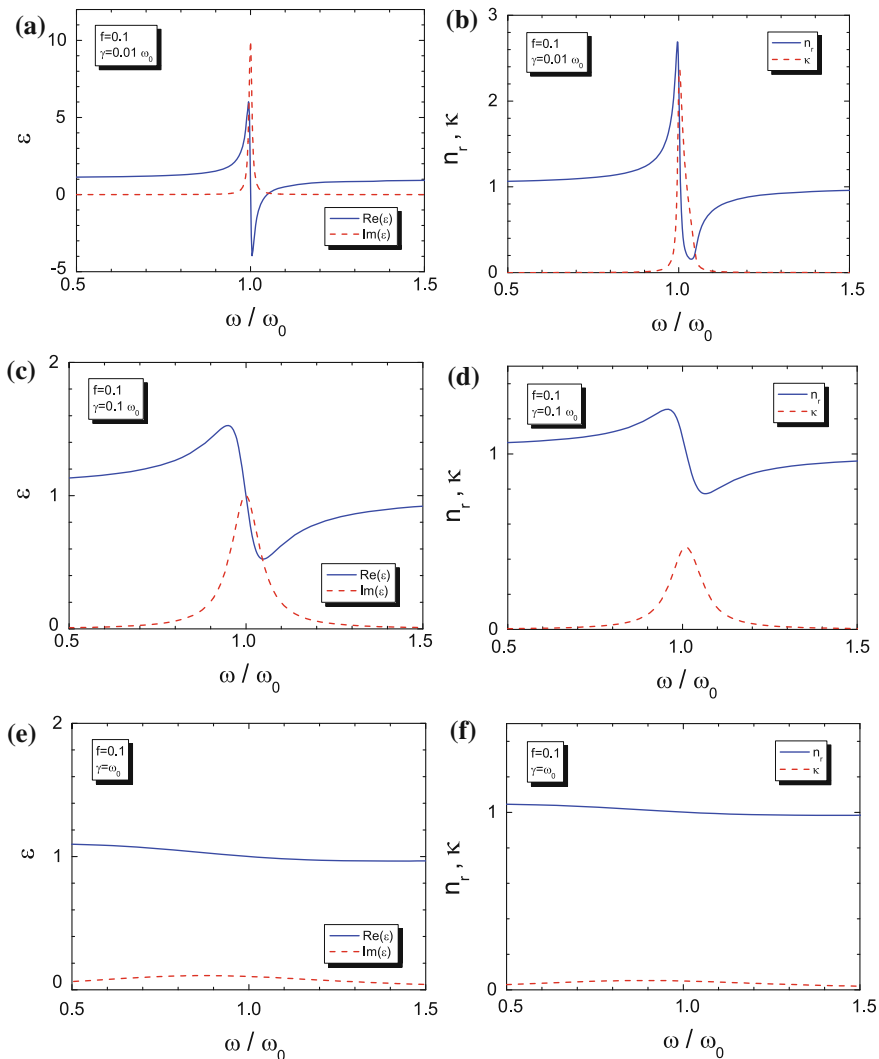 (a)
10
5
0
-5
ε
f=0.1
γ=0.01 ω₀
Re(ε)
Im(ε)
0.5
1.0
1.5
ω / ω₀
(b)
3
2
1
0
nᵣ , κ
f=0.1
γ=0.01 ω₀
nᵣ
κ
0.5
1.0
1.5
ω / ω₀
(c)
2
1
0
ε
f=0.1
γ=0.1 ω₀
Re(ε)
Im(ε)
0.5
1.0
1.5
ω / ω₀
(d)
1
0
nᵣ , κ
f=0.1
γ=0.1 ω₀
nᵣ
κ
0.5
1.0
1.5
ω / ω₀
(e)
2
1
0
ε
f=0.1
γ=ω₀
Re(ε)
Im(ε)
0.5
1.0
1.5
ω / ω₀
(f)
1
0
nᵣ , κ
f=0.1
γ=ω₀
nᵣ
κ
0.5
1.0
1.5
ω / ω₀